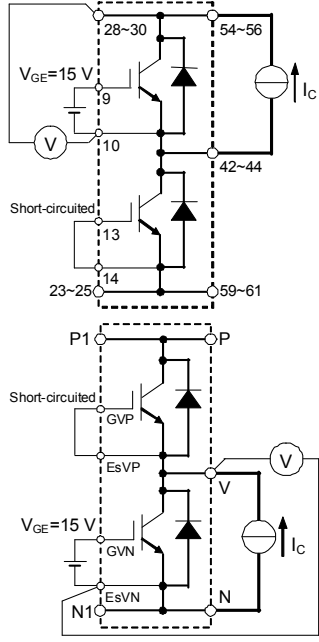 28~30 54~56
V_GE=15 V
9
I_C
V
10
42~44
Short-circuited
13
14
23~25 59~61
P1 P
Short-circuited
GVP
EsVP
V
V
V_GE=15 V
GVN
I_C
EsVN
N
N1